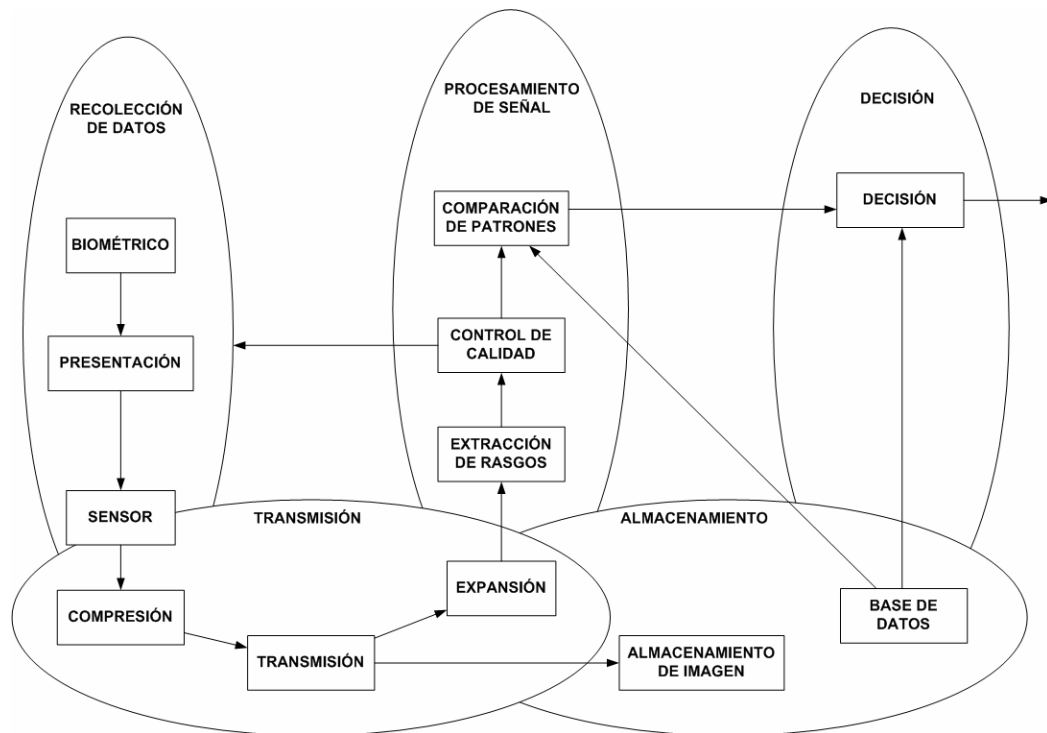 RECOLECCIÓN
DE DATOS
BIOMÉTRICO
PRESENTACIÓN
SENSOR
PROCESAMIENTO
DE SEÑAL
COMPARACIÓN
DE PATRONES
CONTROL DE
CALIDAD
EXTRACCIÓN
DE RASGOS
DECISIÓN
DECISIÓN
TRANSMISIÓN
COMPRESIÓN
TRANSMISIÓN
EXPANSIÓN
ALMACENAMIENTO
ALMACENAMIENTO
DE IMAGEN
BASE DE
DATOS